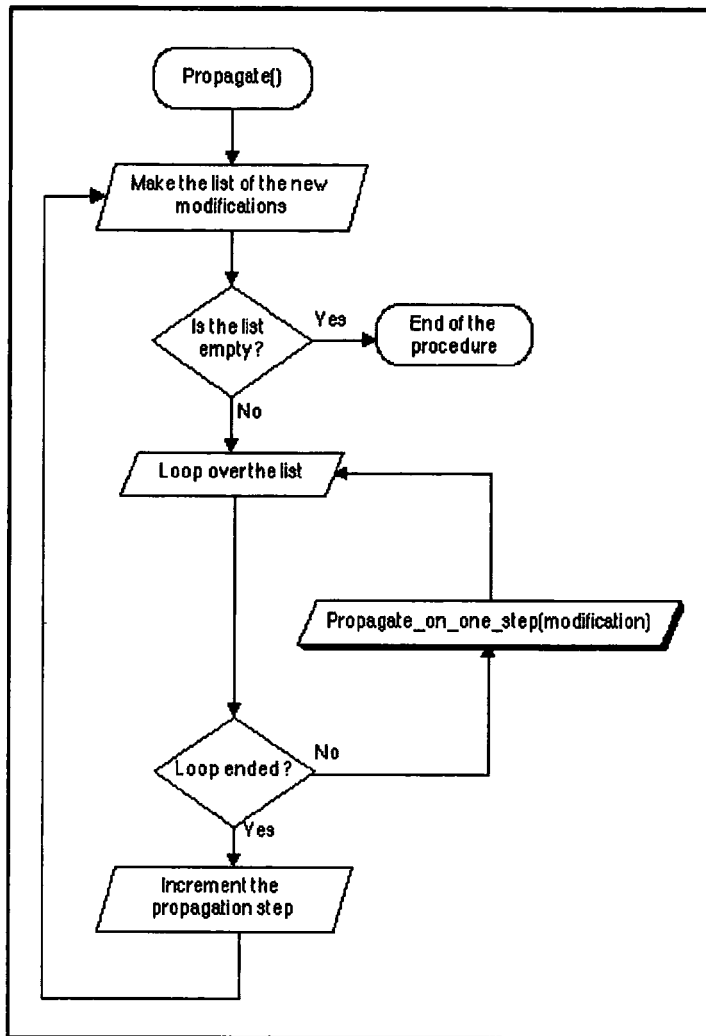 Propagate()
Make the list of the new
modifications
Is the list
empty?
Yes
End of the
procedure
No
Loop over the list
Propagate_on_one_step(modification)
Loop ended?
No
Yes
Increment the
propagation step